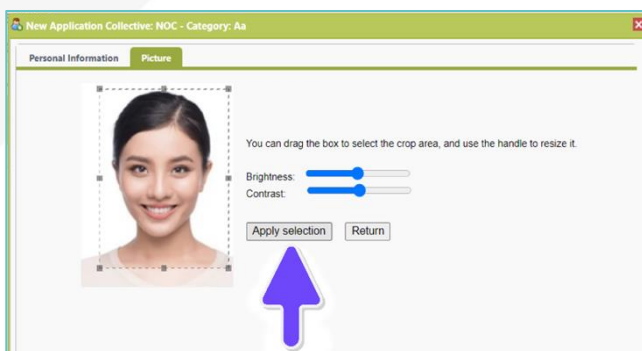 New Application Collective: NOC - Category: Aa
Personal Information Picture
You can drag the box to select the crop area, and use the handle to resize it.
Brightness:
Contrast:
Apply selection Return